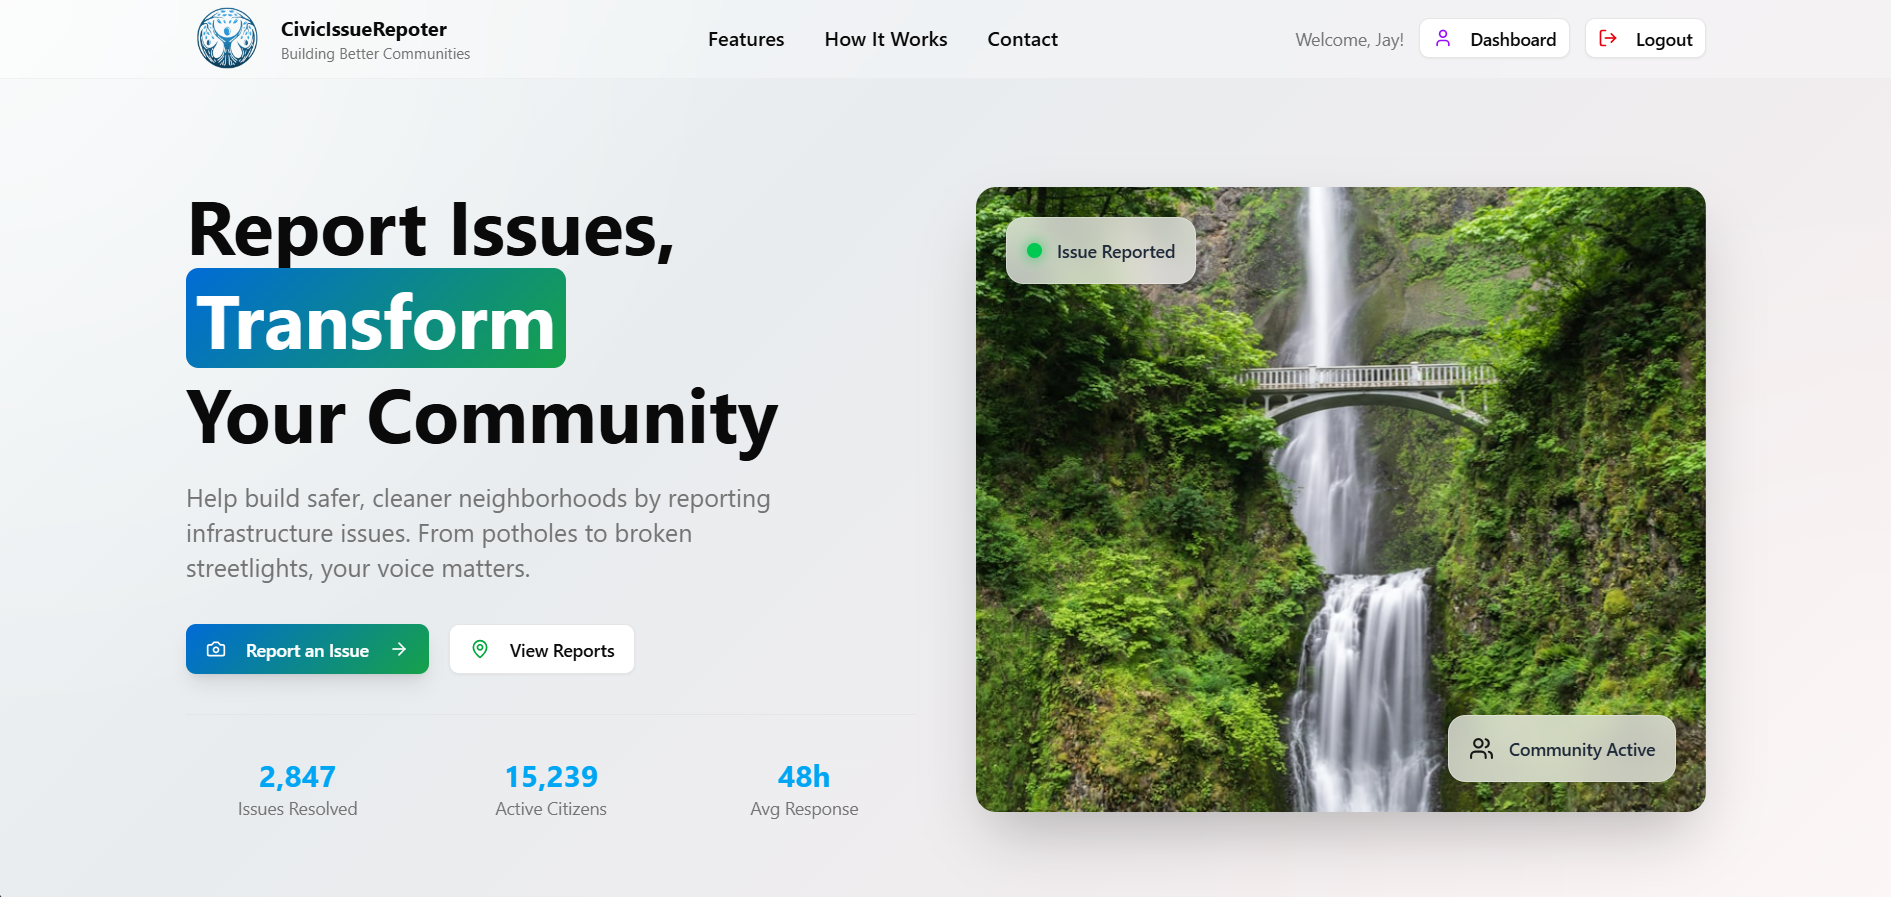 CivicIssueRepoter
Building Better Communities
Features
How It Works
Contact
Welcome, Jay!
Dashboard
Logout
Report Issues,
Transform
Your Community
Help build safer, cleaner neighborhoods by reporting
infrastructure issues. From potholes to broken
streetlights, your voice matters.
Report an Issue
View Reports
2,847
Issues Resolved
15,239
Active Citizens
48h
Avg Response
Issue Reported
Community Active